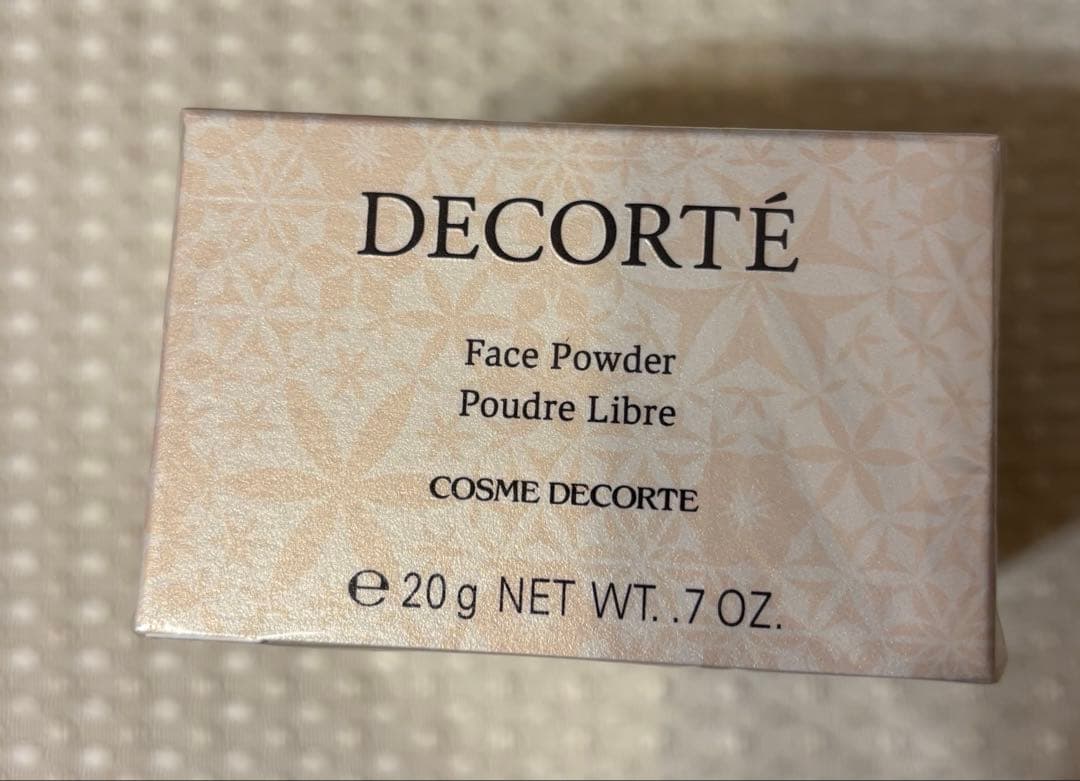 DECORTÉ
Face Powder
Poudre Libre
COSME DECORTE
℮ 20 g NET WT. .7 OZ.